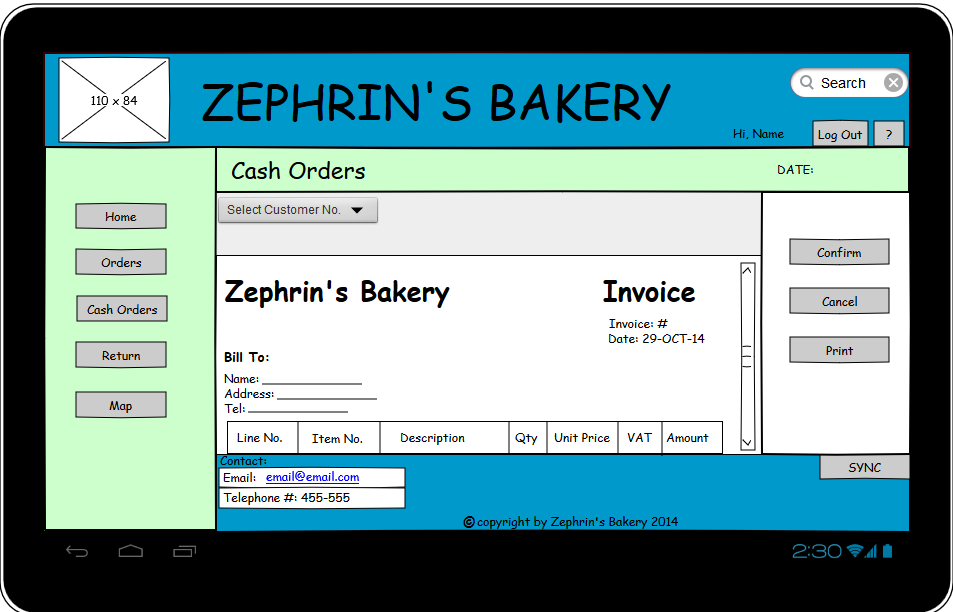 110 x 84
ZEPHRIN'S BAKERY
Search
Hi, Name
Log Out
?
Cash Orders
DATE:
Home
Orders
Cash Orders
Return
Map
Select Customer No.
Zephrin's Bakery
Invoice
Invoice: #
Date: 29-OCT-14
Bill To:
Name:
Address:
Tel:
Line No. Item No. Description Qty Unit Price VAT Amount
Confirm
Cancel
Print
Contact:
Email: email@email.com
Telephone #: 455-555
SYNC
© copyright by Zephrin's Bakery 2014
2:30